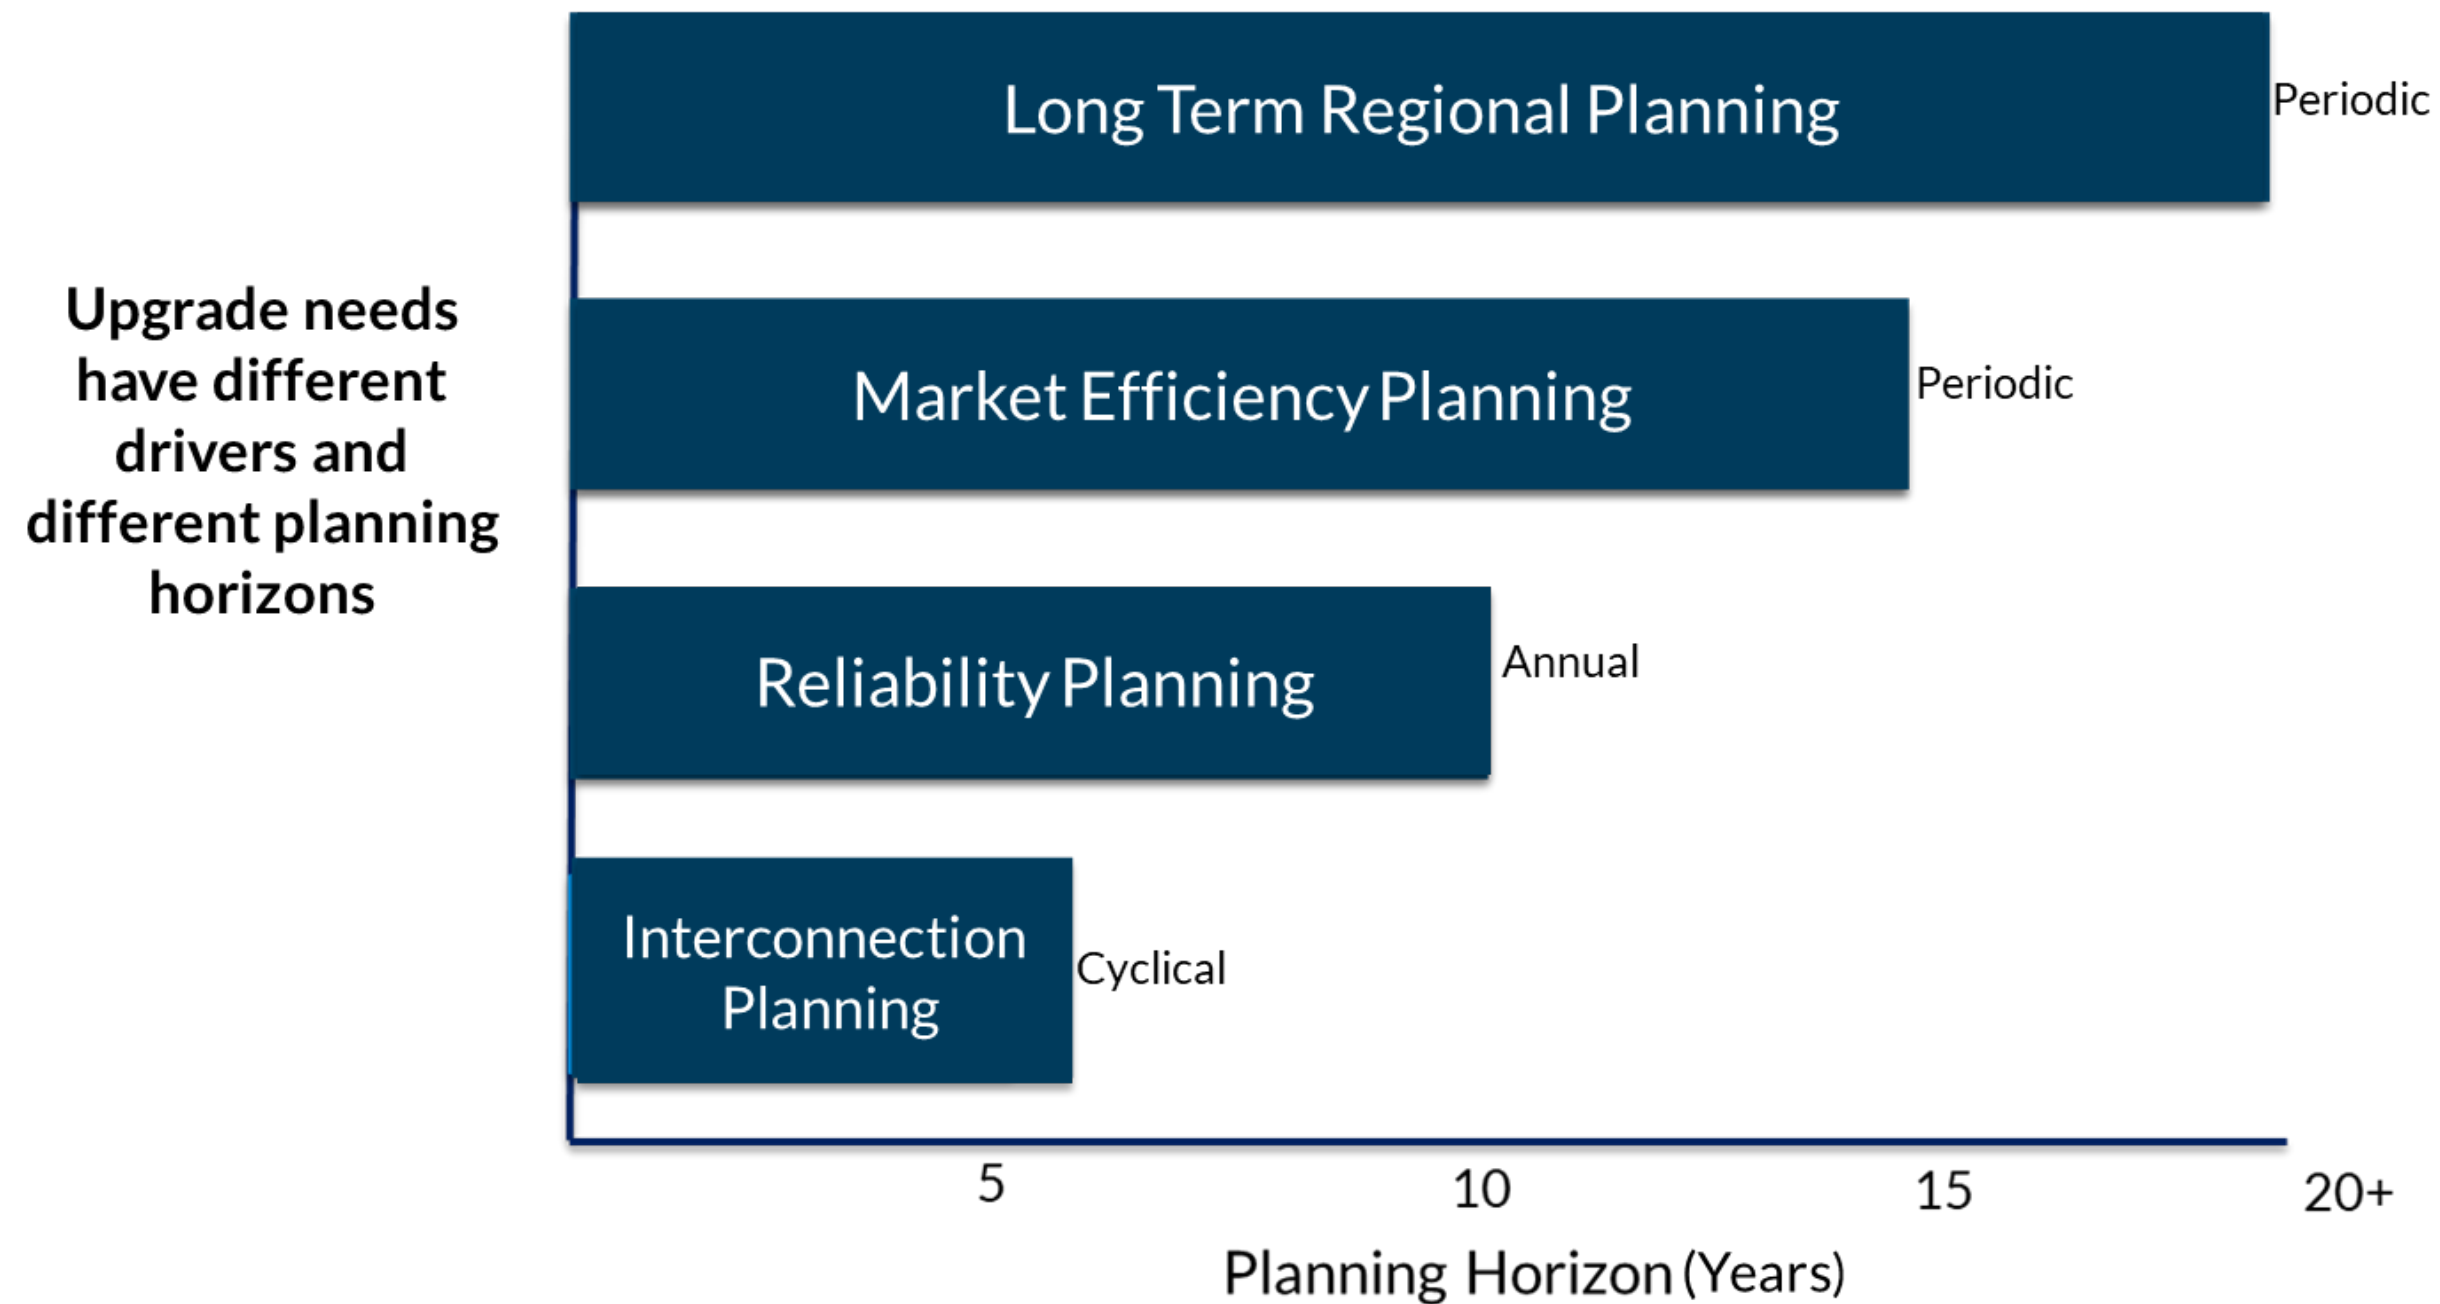 Long Term Regional Planning
Periodic
Upgrade needs
have different
drivers and
different planning
horizons
Market Efficiency Planning
Periodic
Reliability Planning
Annual
Interconnection
Planning
Cyclical
5 10 15 20+
Planning Horizon (Years)